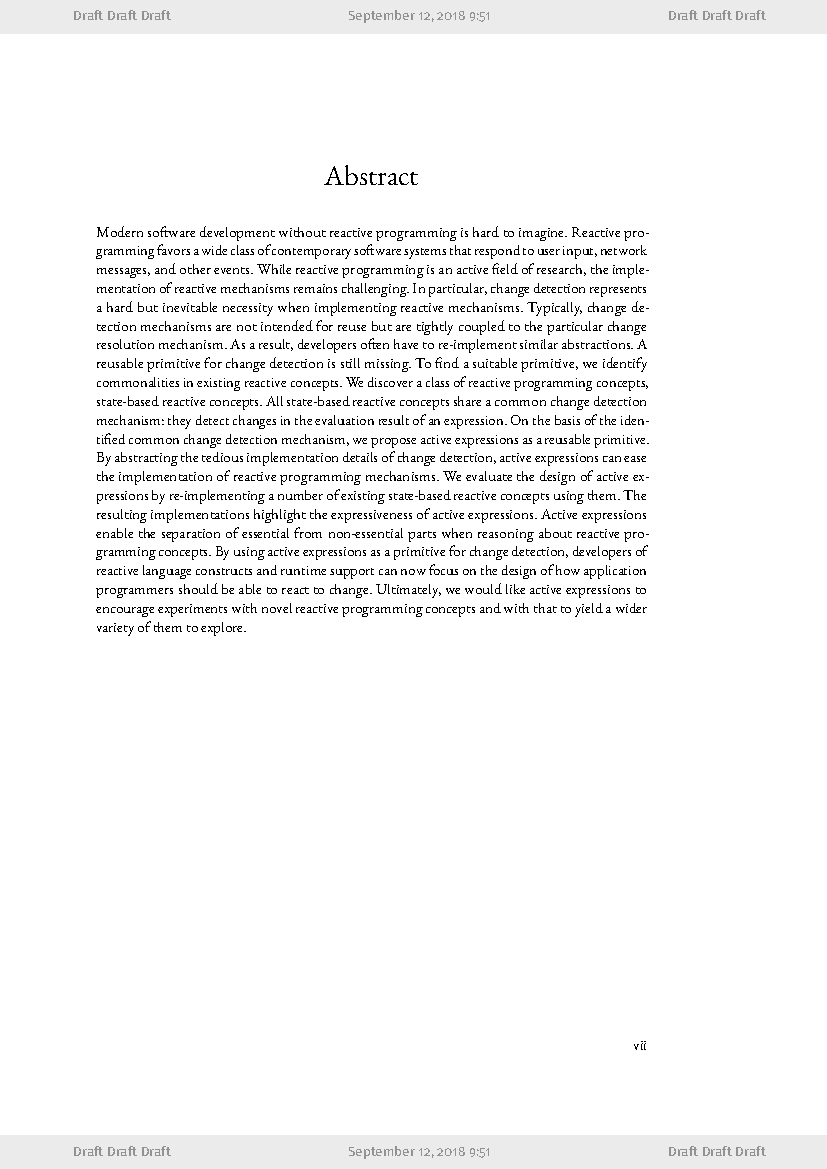 Draft Draft Draft September 12, 2018 9:51 Draft Draft Draft
Abstract
Modern software development without reactive programming is hard to imagine. Reactive pro-
gramming favors a wide class of contemporary software systems that respond to user input, network
messages, and other events. While reactive programming is an active field of research, the imple-
mentation of reactive mechanisms remains challenging. In particular, change detection represents
a hard but inevitable necessity when implementing reactive mechanisms. Typically, change de-
tection mechanisms are not intended for reuse but are tightly coupled to the particular change
resolution mechanism. As a result, developers often have to re-implement similar abstractions. A
reusable primitive for change detection is still missing. To find a suitable primitive, we identify
commonalities in existing reactive concepts. We discover a class of reactive programming concepts,
state-based reactive concepts. All state-based reactive concepts share a common change detection
mechanism: they detect changes in the evaluation result of an expression. On the basis of the iden-
tified common change detection mechanism, we propose active expressions as a reusable primitive.
By abstracting the tedious implementation details of change detection, active expressions can ease
the implementation of reactive programming mechanisms. We evaluate the design of active ex-
pressions by re-implementing a number of existing state-based reactive concepts using them. The
resulting implementations highlight the expressiveness of active expressions. Active expressions
enable the separation of essential from non-essential parts when reasoning about reactive pro-
gramming concepts. By using active expressions as a primitive for change detection, developers of
reactive language constructs and runtime support can now focus on the design of how application
programmers should be able to react to change. Ultimately, we would like active expressions to
encourage experiments with novel reactive programming concepts and with that to yield a wider
variety of them to explore.
vii
Draft Draft Draft September 12, 2018 9:51 Draft Draft Draft